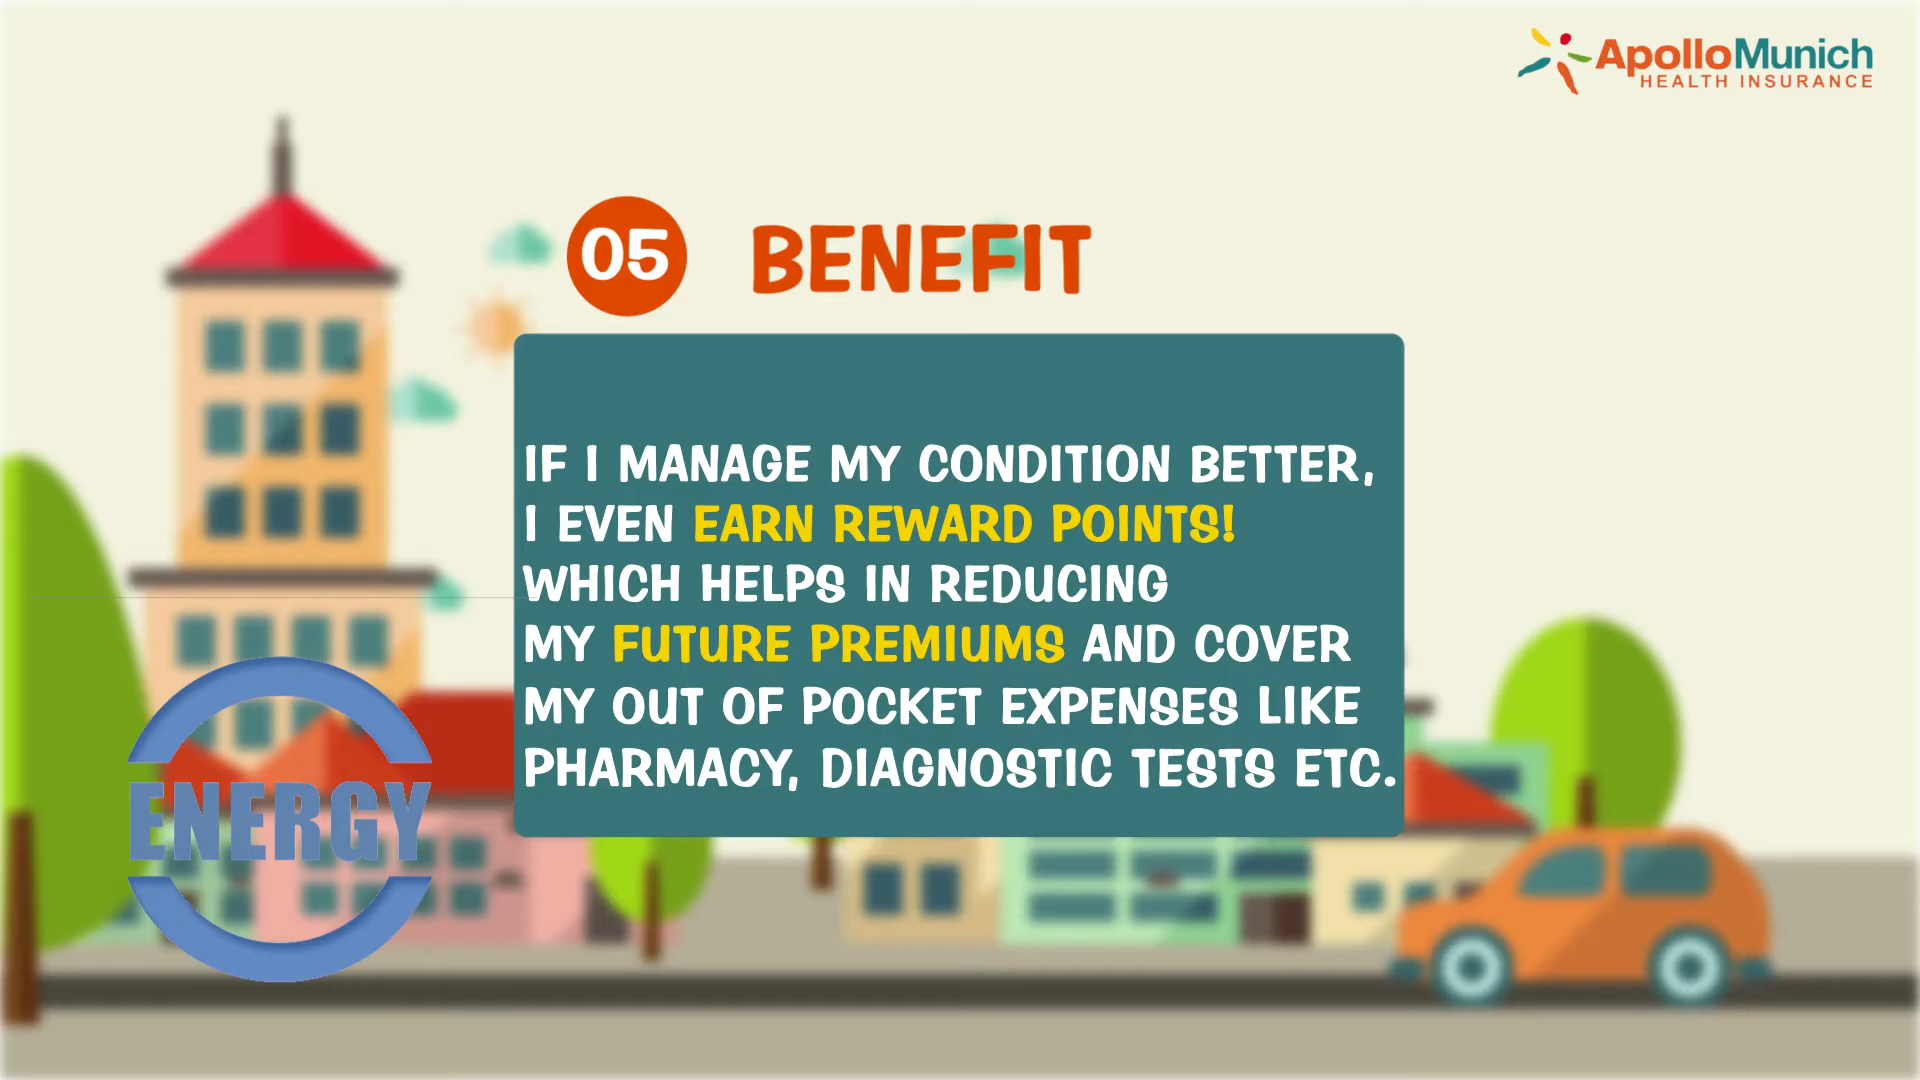 ApolloMunich
HEALTH INSURANCE
05 BENEFIT
IF I MANAGE MY CONDITION BETTER,
I EVEN EARN REWARD POINTS!
WHICH HELPS IN REDUCING
MY FUTURE PREMIUMS AND COVER
MY OUT OF POCKET EXPENSES LIKE
PHARMACY, DIAGNOSTIC TESTS ETC.
ENERGY